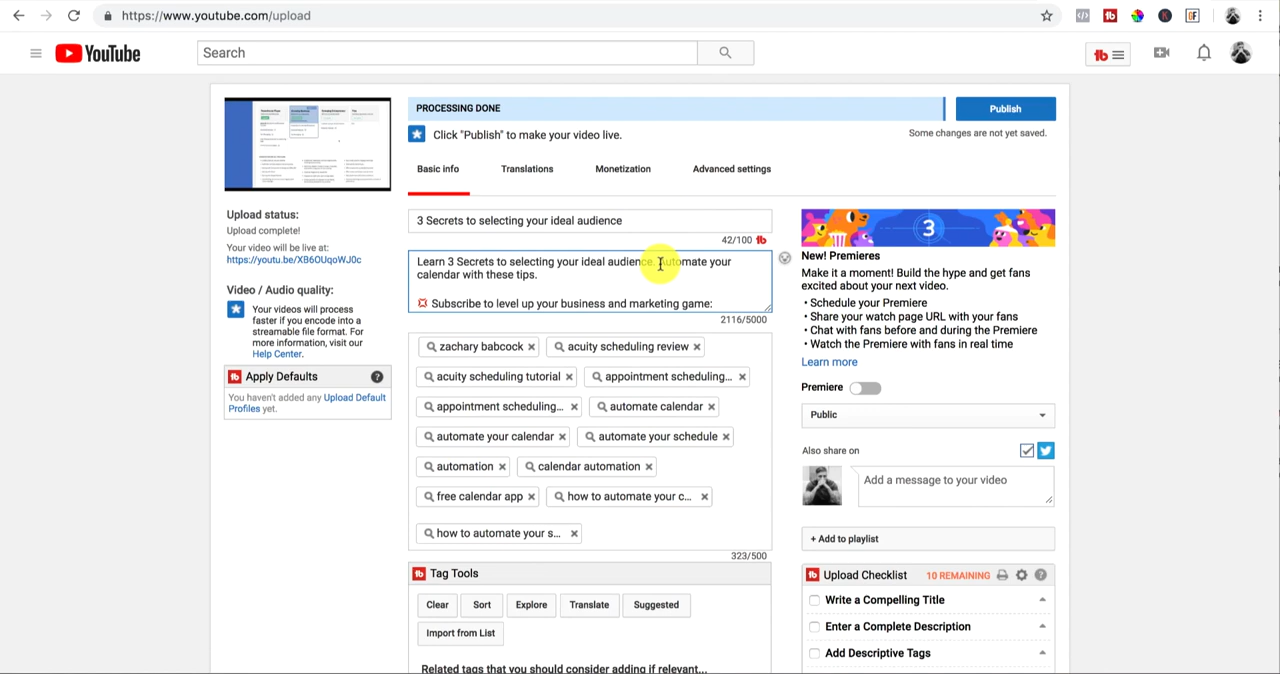 https://www.youtube.com/upload
YouTube
Search
PROCESSING DONE
Publish
Click "Publish" to make your video live.
Some changes are not yet saved.
Basic info
Translations
Monetization
Advanced settings
Upload status:
Upload complete!
Your video will be live at:
https://youtu.be/XB6OUqoWJ0c
Video / Audio quality:
Your videos will process
faster if you encode into a
streamable file format. For
more information, visit our
Help Center.
Apply Defaults
You haven't added any Upload Default
Profiles yet.
3 Secrets to selecting your ideal audience
42/100
Learn 3 Secrets to selecting your ideal audience. Automate your
calendar with these tips.
Subscribe to level up your business and marketing game:
2116/5000
zachary babcock
acuity scheduling review
acuity scheduling tutorial
appointment scheduling...
appointment scheduling...
automate calendar
automate your calendar
automate your schedule
automation
calendar automation
free calendar app
how to automate your c...
how to automate your s...
323/500
Tag Tools
Clear
Sort
Explore
Translate
Suggested
Import from List
Related tags that you should consider adding if relevant...
3
New! Premieres
Make it a moment! Build the hype and get fans
excited about your next video.
• Schedule your Premiere
• Share your watch page URL with your fans
• Chat with fans before and during the Premiere
• Watch the Premiere with fans in real time
Learn more
Premiere
Public
Also share on
Add a message to your video
+ Add to playlist
Upload Checklist
10 REMAINING
Write a Compelling Title
Enter a Complete Description
Add Descriptive Tags